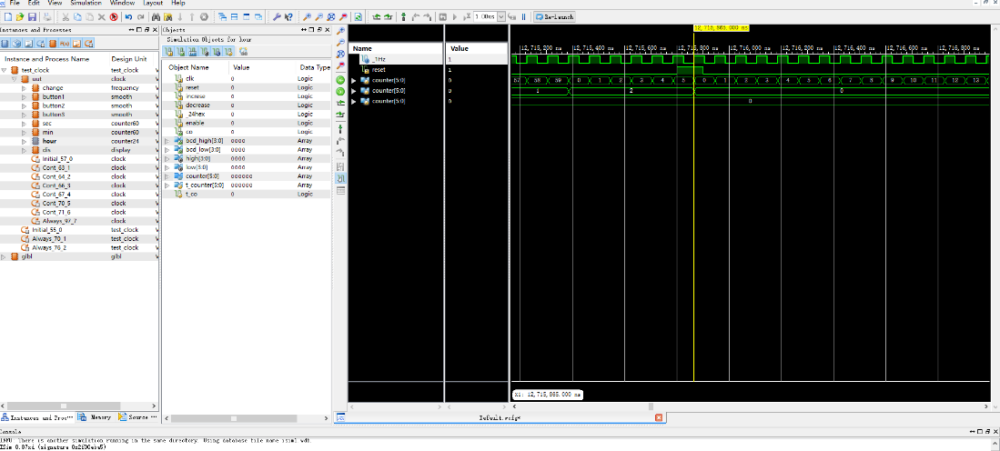 File Edit View Simulation Window Layout Help
1.00us Re-launch
Instances and Processes
Instance and Process Name Design Unit
test_clock test_clock
uut clock
change frequency
button1 smooth
button2 smooth
button3 smooth
sec counter60
min counter60
hour counter24
dis display
Initial_57_0 clock
Cont_63_1 clock
Cont_64_2 clock
Cont_66_3 clock
Cont_67_4 clock
Cont_70_5 clock
Cont_71_6 clock
Always_97_7 clock
Initial_55_0 test_clock
Always_70_1 test_clock
Always_76_2 test_clock
glbl glbl
Instances and Proc··· Memory Source ···
Objects
Simulation Objects for hour
Object Name Value Data Type
clk 0 Logic
reset 0 Logic
increse 0 Logic
decrease 0 Logic
_24hex 0 Logic
enable 0 Logic
co 0 Logic
bcd_high[3:0] 0000 Array
bcd_low[3:0] 0000 Array
high[3:0] 0000 Array
low[3:0] 0000 Array
counter[5:0] 000000 Array
t_counter[5:0] 000000 Array
t_co 0 Logic
Name Value
_1Hz 1
reset 1
counter[5:0] 0
counter[5:0] 0
counter[5:0] 0
12,715,865.000 ns
12,715,200 ns 12,715,400 ns 12,715,600 ns 12,715,800 ns 12,716,000 ns 12,716,200 ns 12,716,400 ns 12,716,600 ns 12,716,800 ns
57 58 59 0 1 2 3 4 5 0 1 2 3 4 5 6 7 8 9 10 11 12 13
1 2 0
0
X1: 12,715,865.000 ns
Default.wcfg*
Console
INFO: There is another simulation running in the same directory. Using database file name isim1.wdb.